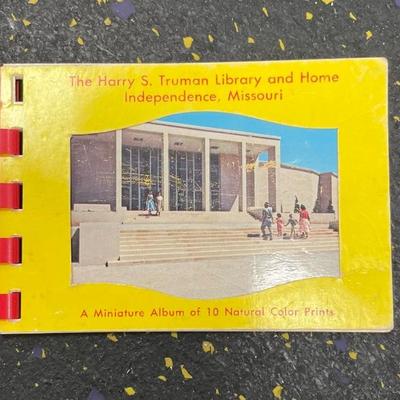 The Harry S. Truman Library and Home
Independence, Missouri
A Miniature Album of 10 Natural Color Prints